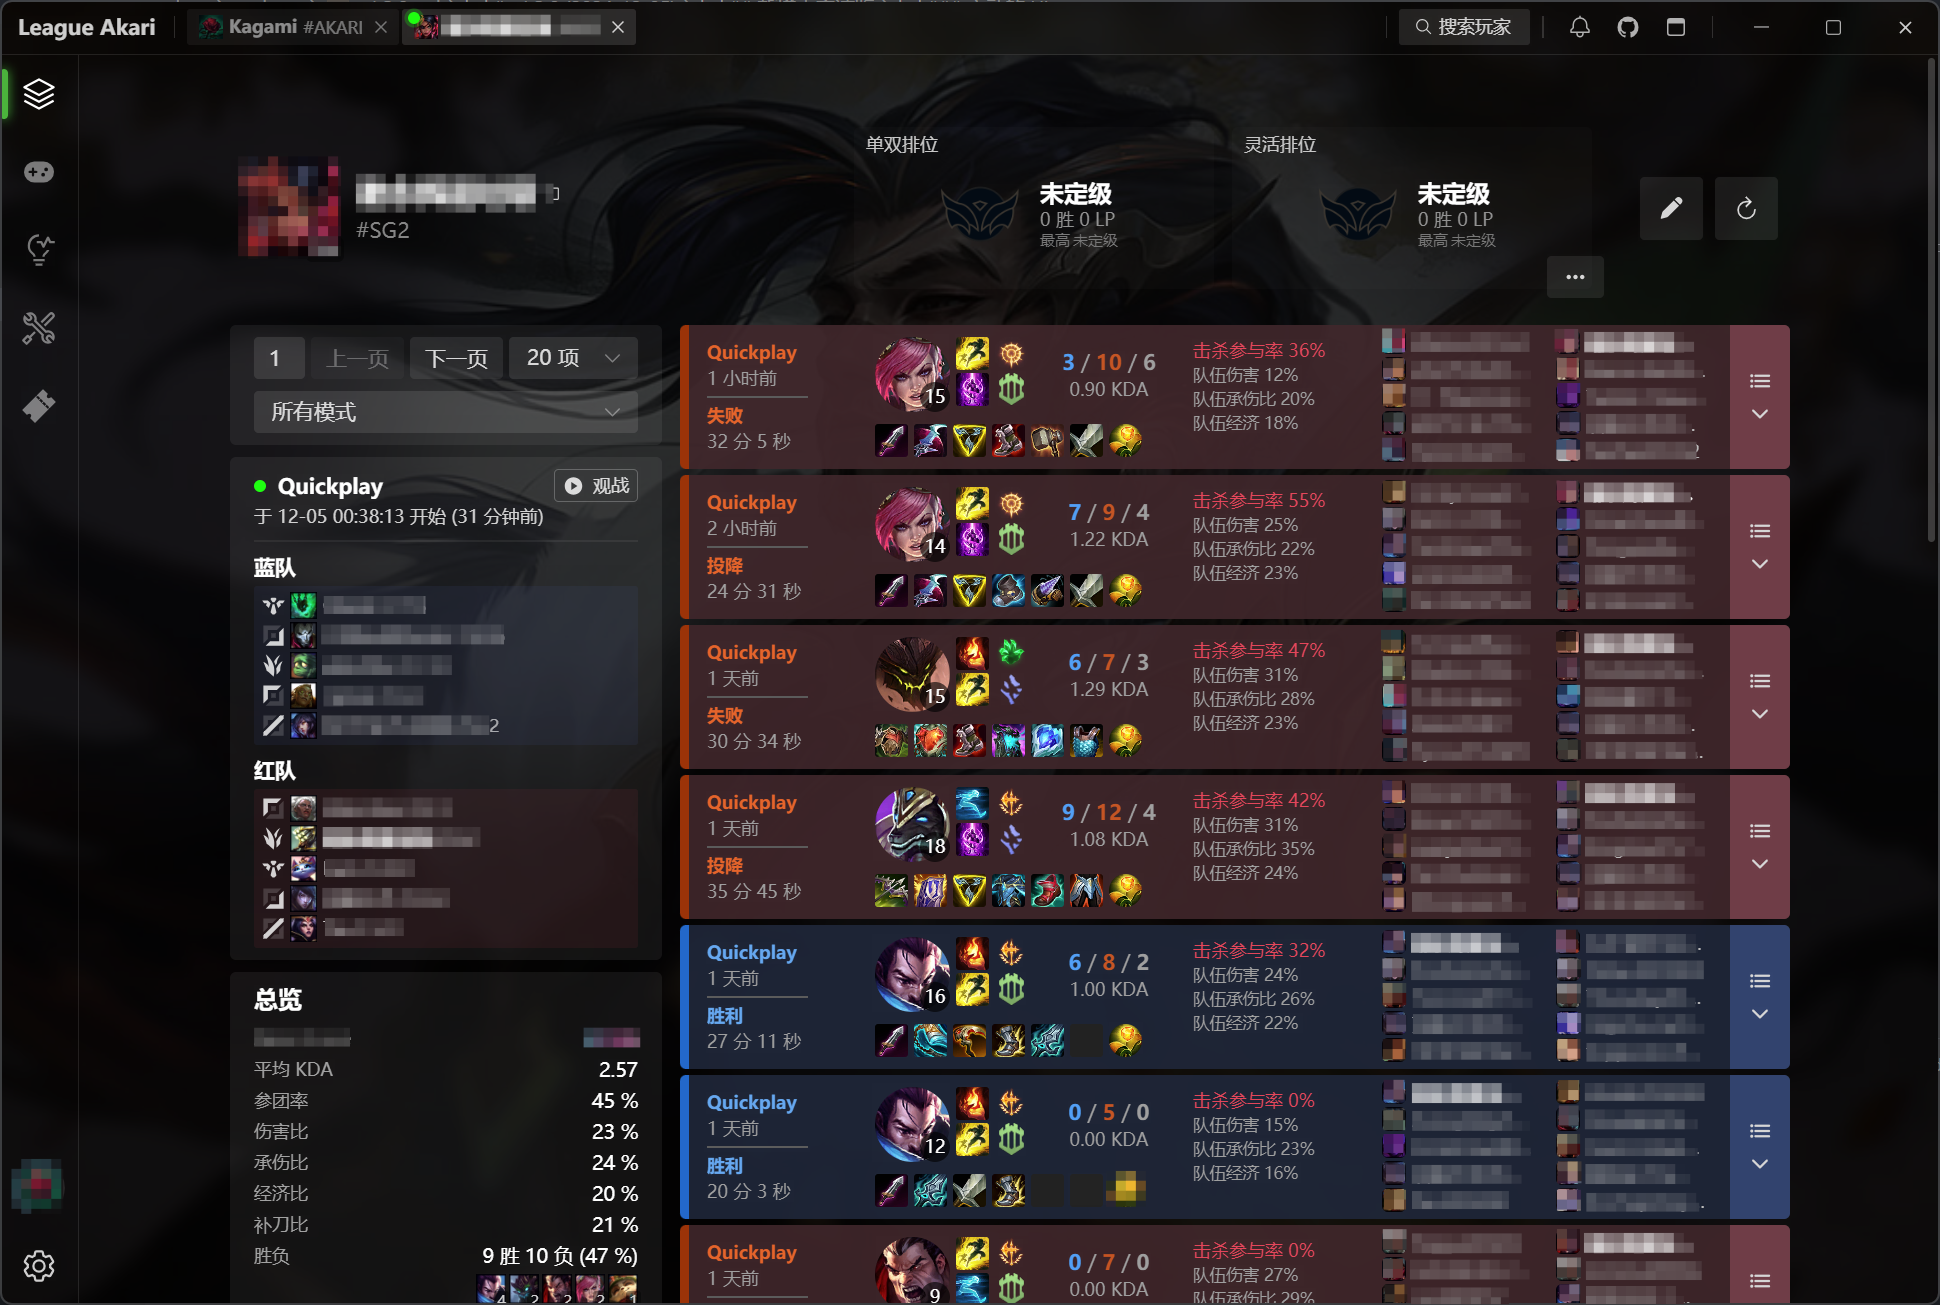 League Akari
Kagami #AKARI
搜索玩家
#SG2
单双排位
未定级
0 胜 0 LP
最高 未定级
灵活排位
未定级
0 胜 0 LP
最高 未定级
1 上一页 下一页 20 项
所有模式
Quickplay
观战
于 12-05 00:38:13 开始 (31 分钟前)
蓝队
2
红队
总览
平均 KDA 2.57
参团率 45 %
伤害比 23 %
承伤比 24 %
经济比 20 %
补刀比 21 %
胜负 9 胜 10 负 (47 %)
4 2 2 2 1
Quickplay
1 小时前
失败
32 分 5 秒
15
3 / 10 / 6
0.90 KDA
击杀参与率 36%
队伍伤害 12%
队伍承伤比 20%
队伍经济 18%
Quickplay
2 小时前
投降
24 分 31 秒
14
7 / 9 / 4
1.22 KDA
击杀参与率 55%
队伍伤害 25%
队伍承伤比 22%
队伍经济 23%
Quickplay
1 天前
失败
30 分 34 秒
15
6 / 7 / 3
1.29 KDA
击杀参与率 47%
队伍伤害 31%
队伍承伤比 28%
队伍经济 23%
Quickplay
1 天前
投降
35 分 45 秒
18
9 / 12 / 4
1.08 KDA
击杀参与率 42%
队伍伤害 31%
队伍承伤比 35%
队伍经济 24%
Quickplay
1 天前
胜利
27 分 11 秒
16
6 / 8 / 2
1.00 KDA
击杀参与率 32%
队伍伤害 24%
队伍承伤比 26%
队伍经济 22%
Quickplay
1 天前
胜利
20 分 3 秒
12
0 / 5 / 0
0.00 KDA
击杀参与率 0%
队伍伤害 15%
队伍承伤比 23%
队伍经济 16%
Quickplay
1 天前
9
0 / 7 / 0
0.00 KDA
击杀参与率 0%
队伍伤害 27%
队伍承伤比 29%